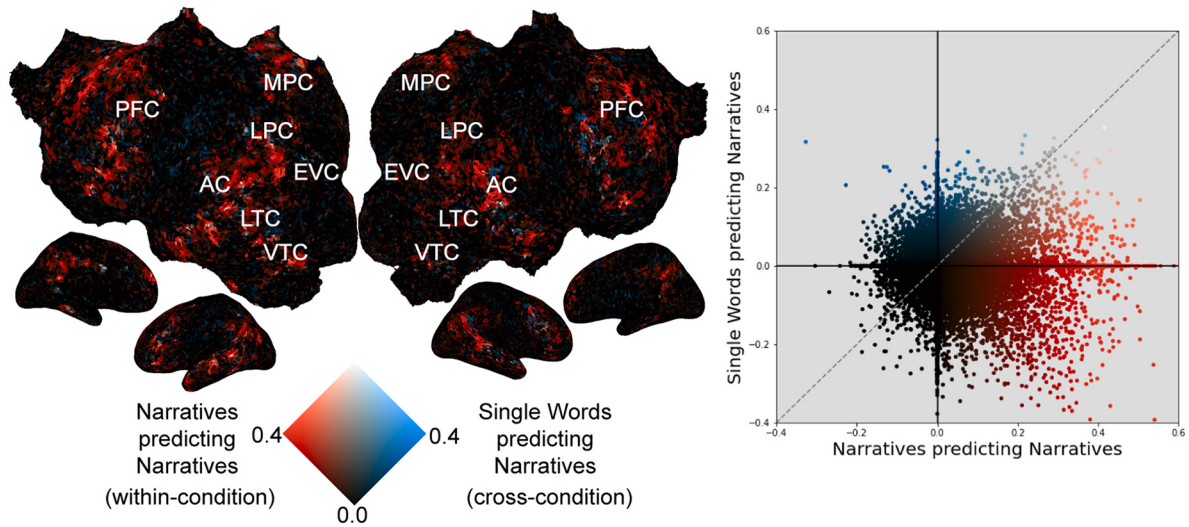 MPC
PFC
LPC
EVC
AC
LTC
VTC
MPC
PFC
LPC
EVC
AC
LTC
VTC
Narratives
predicting
Narratives
(within-condition)
0.4
0.4
0.0
Single Words
predicting
Narratives
(cross-condition)
Single Words predicting Narratives
0.6
0.4
0.2
0.0
−0.2
−0.4
−0.4
−0.2
0.0
0.2
0.4
0.6
Narratives predicting Narratives